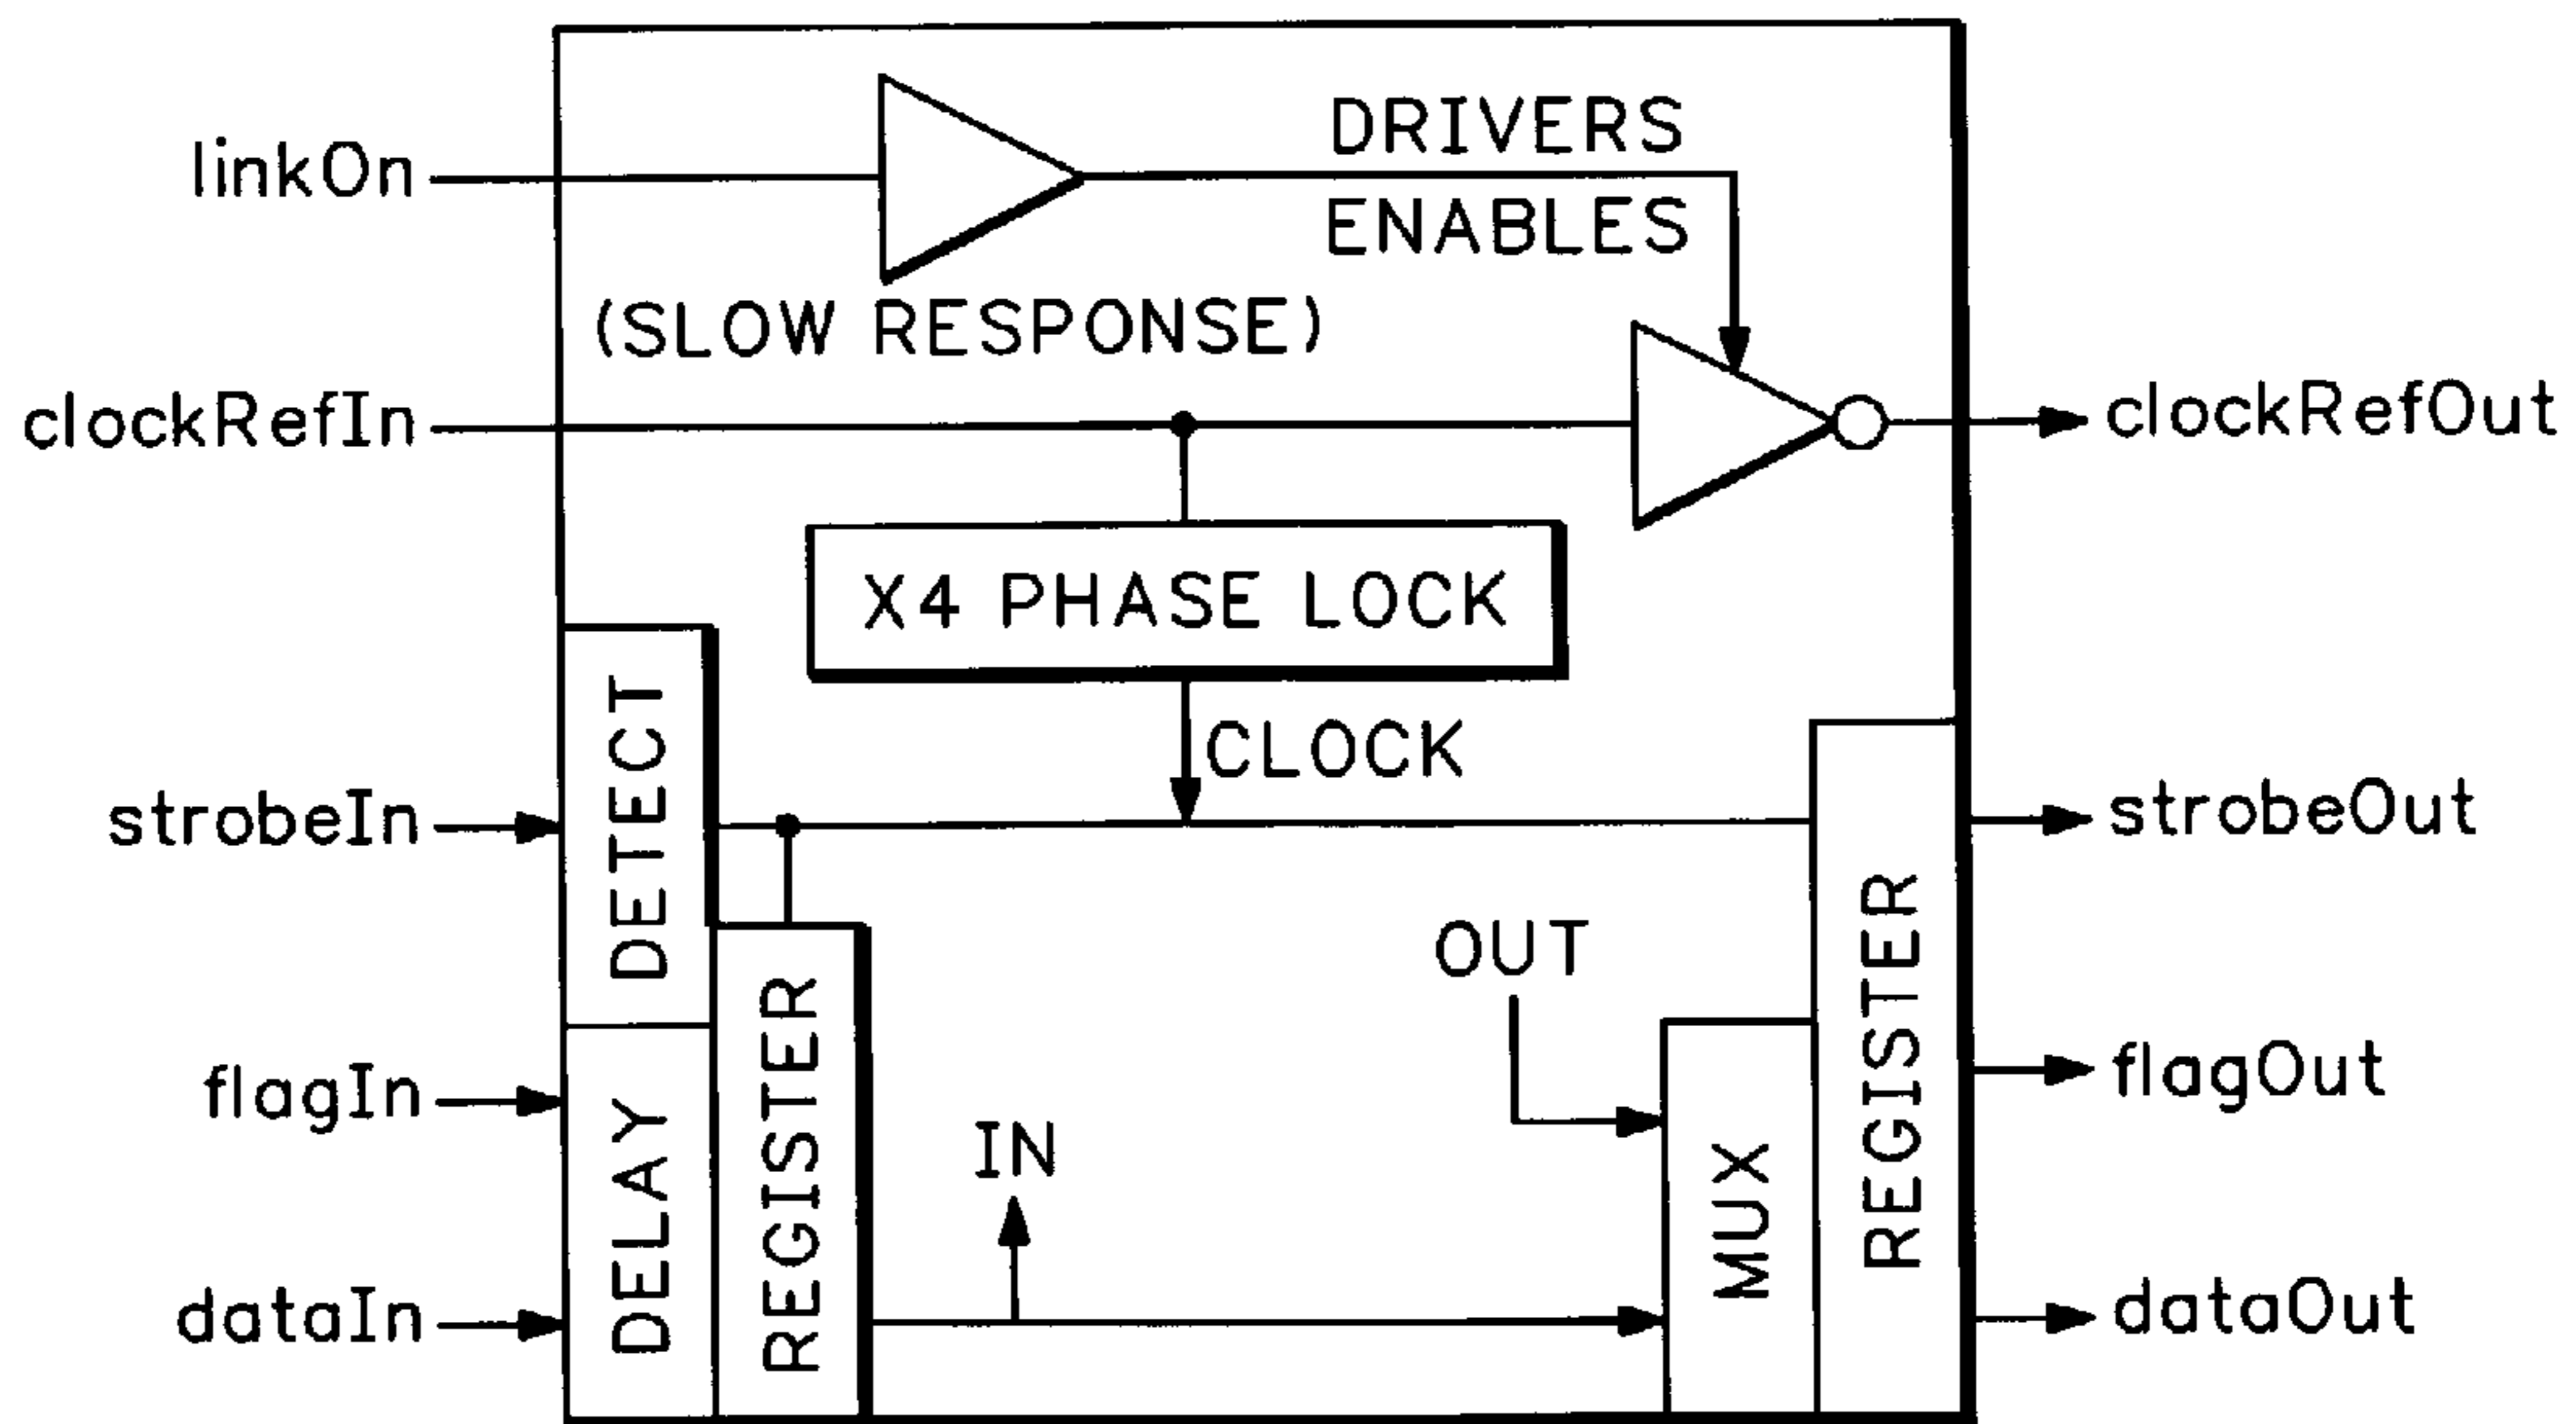 linkOn
DRIVERS
ENABLES
(SLOW RESPONSE)
clockRefIn
clockRefOut
X4 PHASE LOCK
CLOCK
DETECT
strobeIn
strobeOut
REGISTER
OUT
flagIn
flagOut
DELAY
REGISTER
IN
MUX
dataIn
dataOut